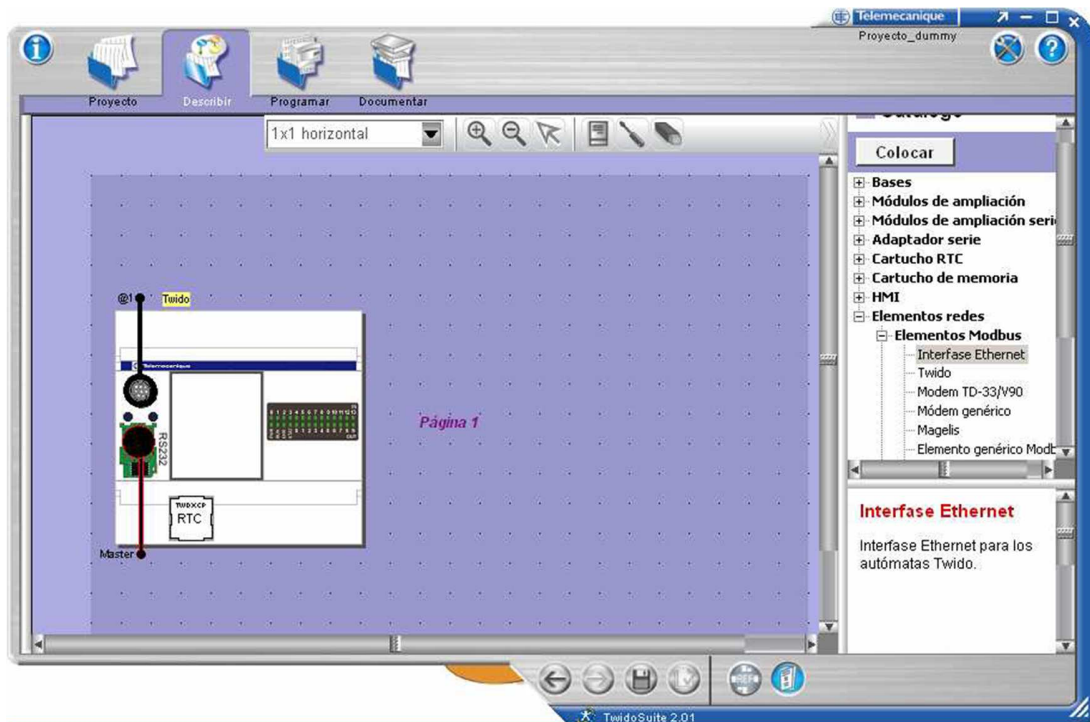 Telemecanique
Proyecto_dummy
Proyecto
Describir
Programar
Documentar
1x1 horizontal
Colocar
Bases
Módulos de ampliación
Módulos de ampliación seri
Adaptador serie
Cartucho RTC
Cartucho de memoria
HMI
Elementos redes
Elementos Modbus
Interfase Ethernet
Twido
Modem TD-33/V90
Módem genérico
Magelis
Elemento genérico Modb
@1
Twido
Telemecanique
RS232
Página 1
TWDXCP
RTC
Master
Interfase Ethernet
Interfase Ethernet para los
autómatas Twido.
REF
TwidoSuite 2.01